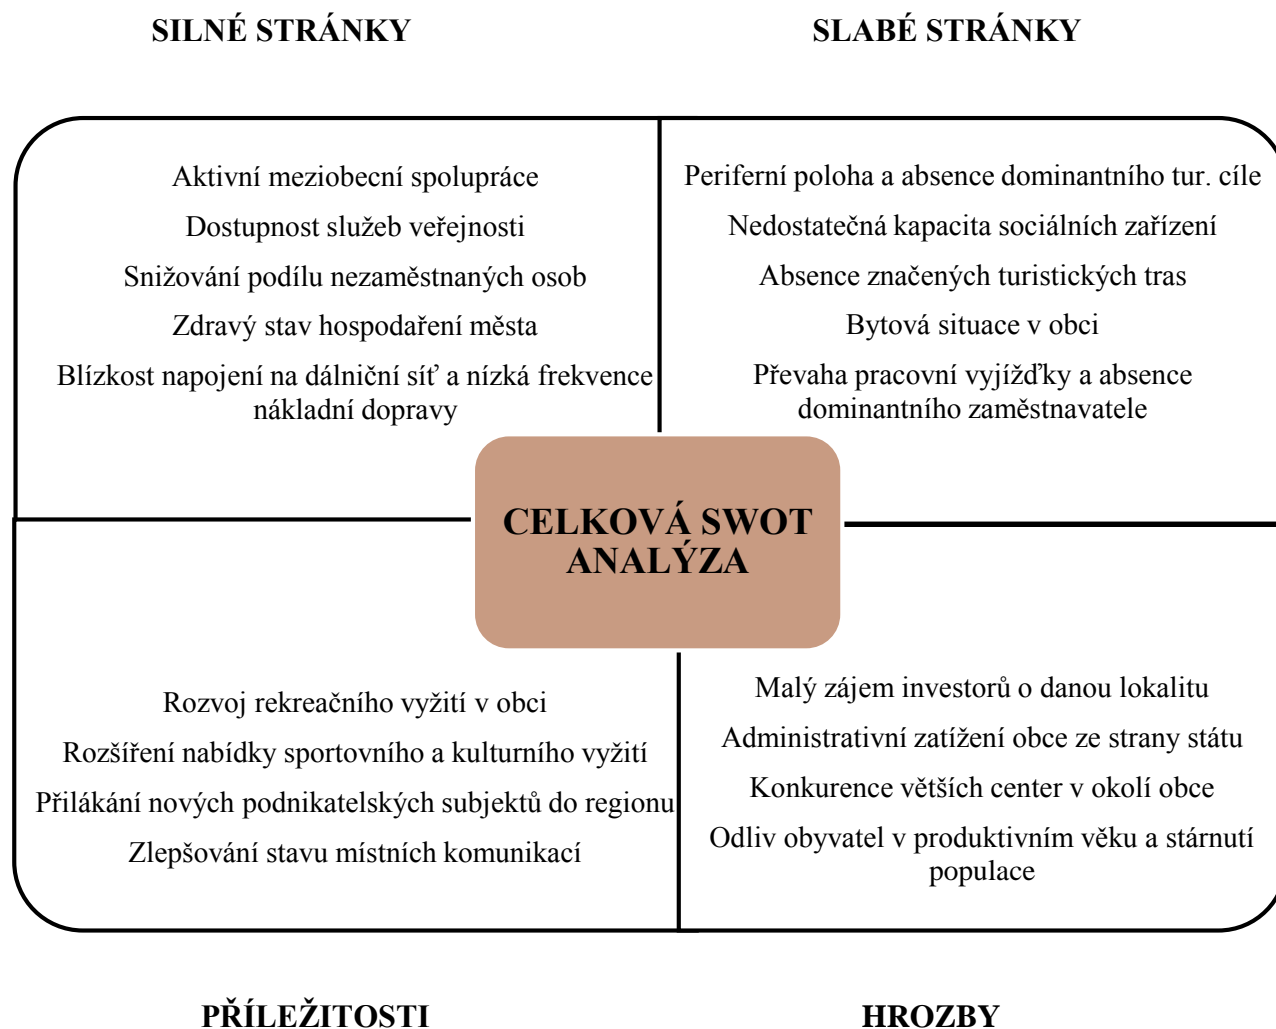 SILNÉ STRÁNKY
SLABÉ STRÁNKY
Aktivní meziobecní spolupráce
Dostupnost služeb veřejnosti
Snižování podílu nezaměstnaných osob
Zdravý stav hospodaření města
Blízkost napojení na dálniční síť a nízká frekvence
nákladní dopravy
Periferní poloha a absence dominantního tur. cíle
Nedostatečná kapacita sociálních zařízení
Absence značených turistických tras
Bytová situace v obci
Převaha pracovní vyjížďky a absence
dominantního zaměstnavatele
CELKOVÁ SWOT
ANALÝZA
Rozvoj rekreačního vyžití v obci
Rozšíření nabídky sportovního a kulturního vyžití
Přilákání nových podnikatelských subjektů do regionu
Zlepšování stavu místních komunikací
Malý zájem investorů o danou lokalitu
Administrativní zatížení obce ze strany státu
Konkurence větších center v okolí obce
Odliv obyvatel v produktivním věku a stárnutí
populace
PŘÍLEŽITOSTI
HROZBY